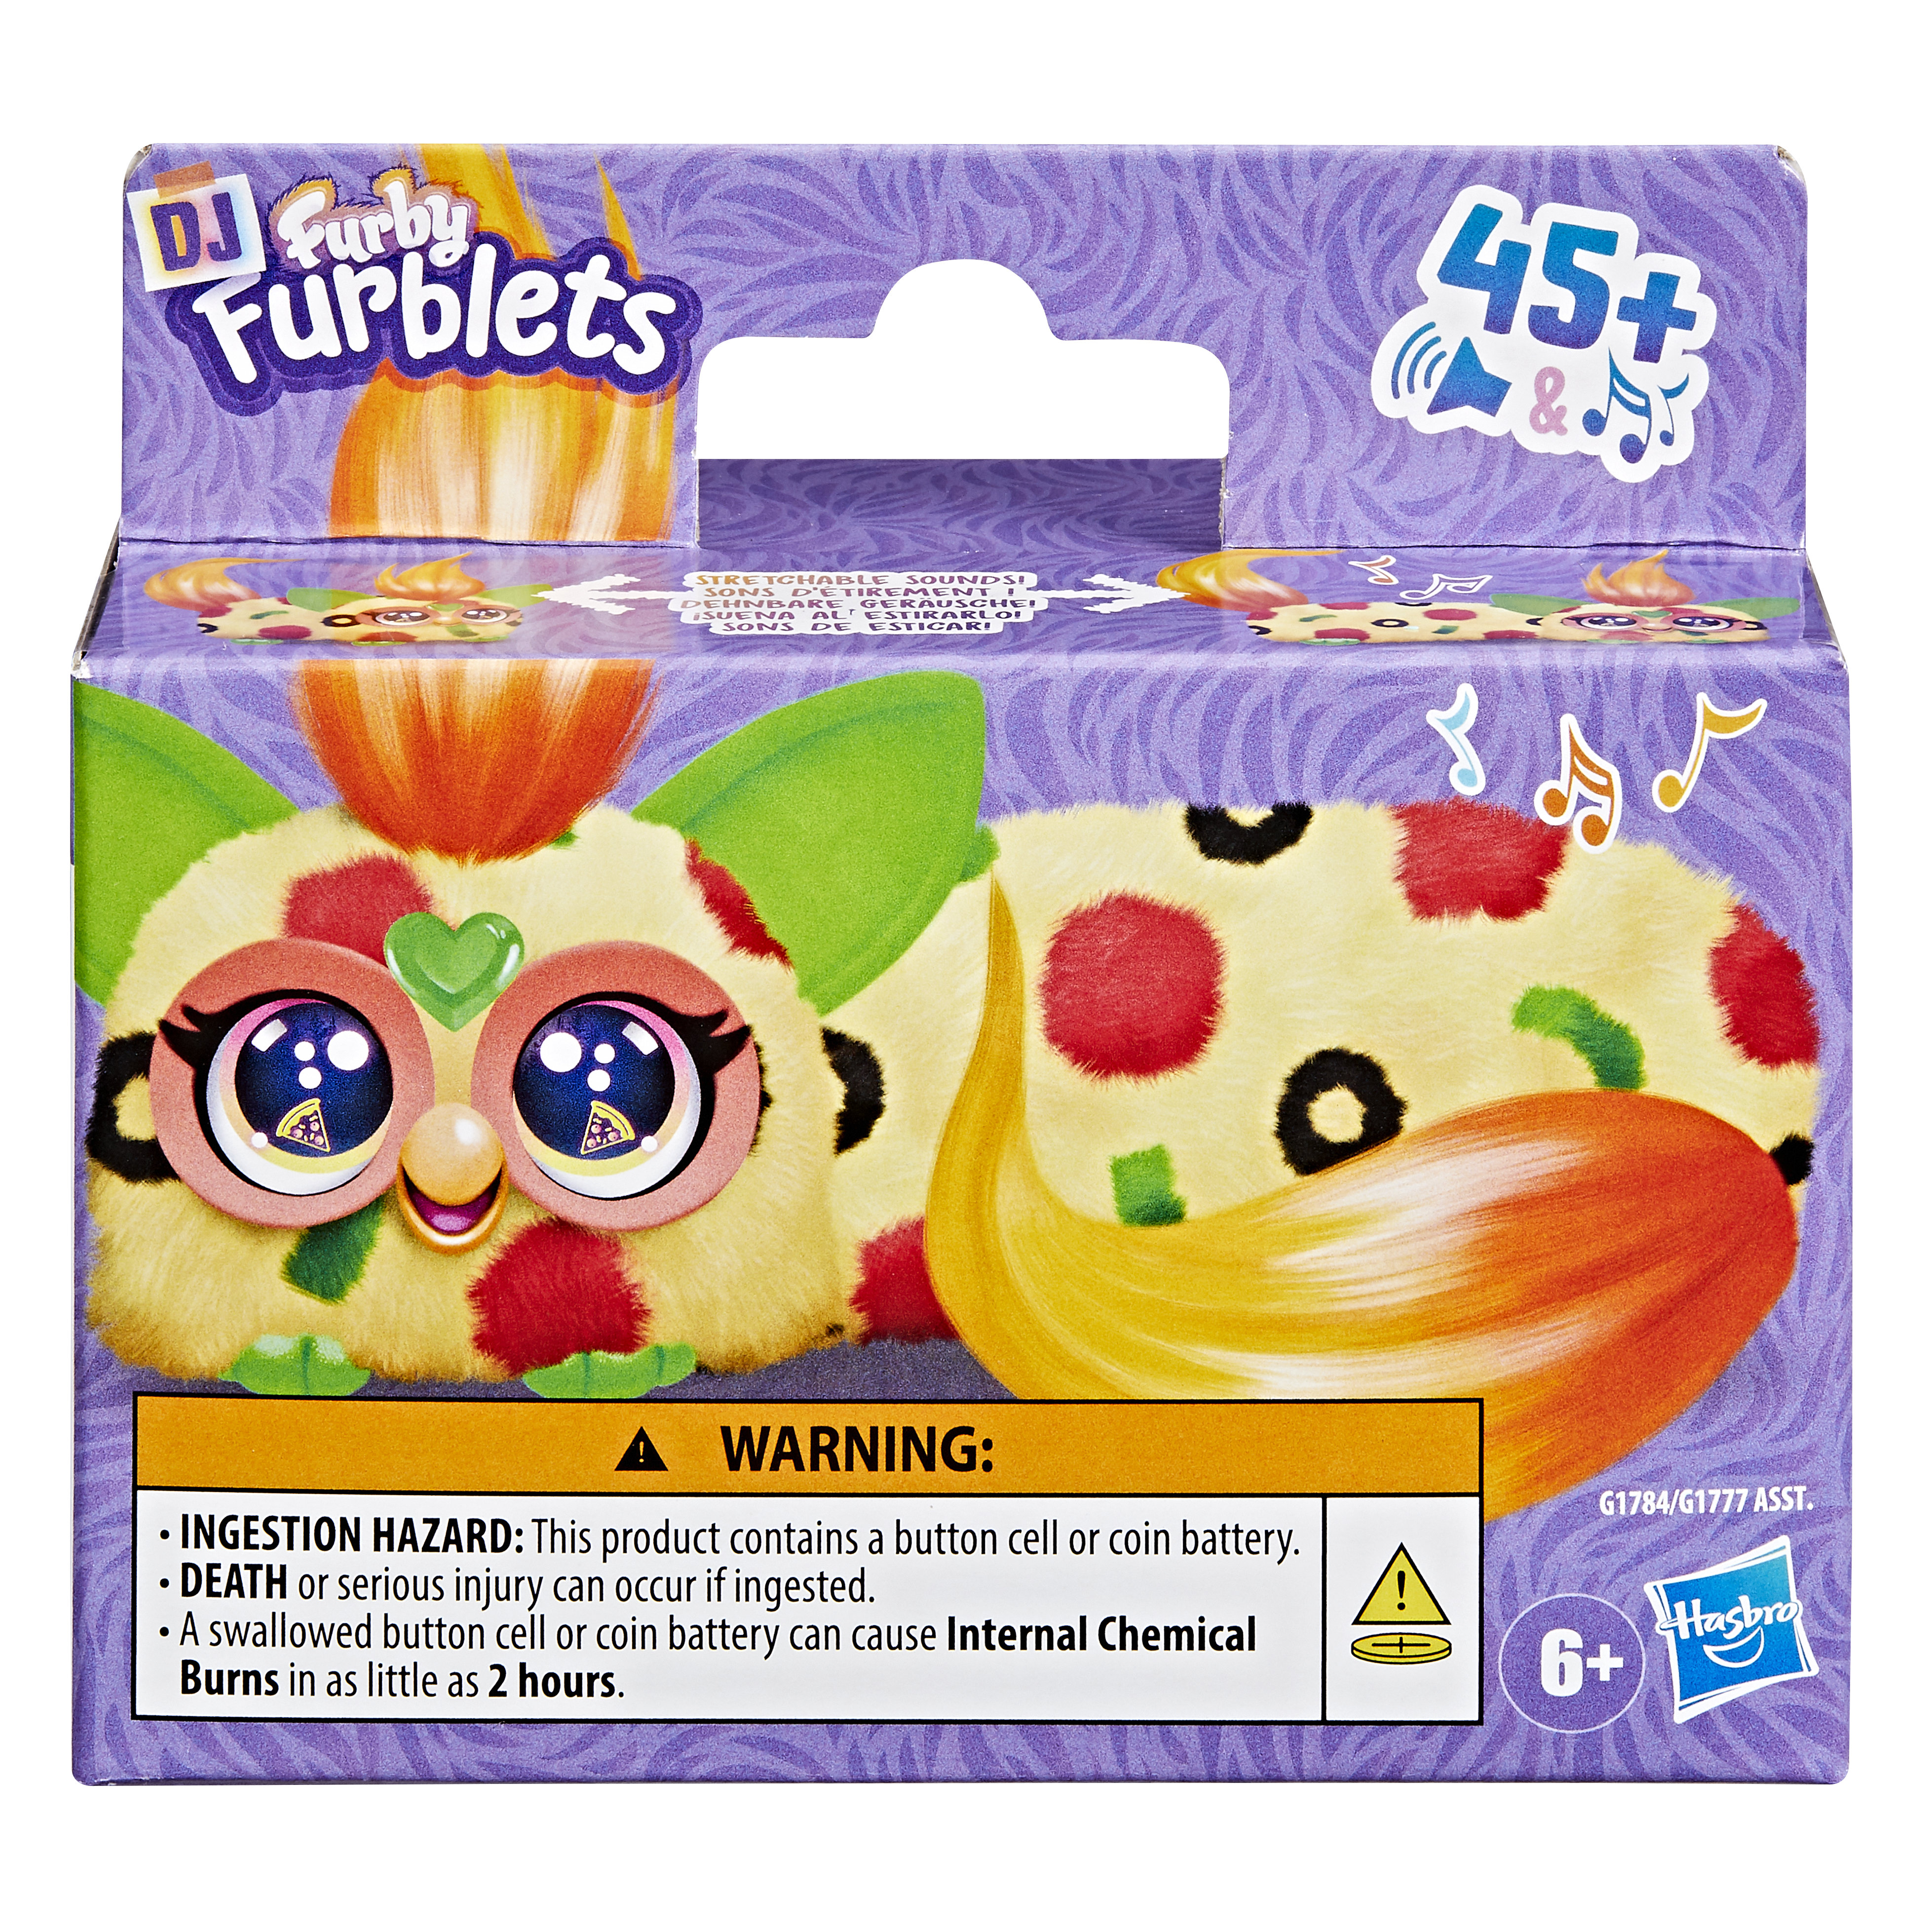 DJ
Furby
Furblets
45+
&
STRETCHABLE SOUNDS!
SONS D'ÉTIREMENT !
DEHNBARE GERÄUSCHE!
¡SUENA AL ESTIRARLO!
SONS DE ESTICAR!
WARNING:
• INGESTION HAZARD: This product contains a button cell or coin battery.
• DEATH or serious injury can occur if ingested.
• A swallowed button cell or coin battery can cause Internal Chemical
Burns in as little as 2 hours.
G1784/G1777 ASST.
6+
Hasbro